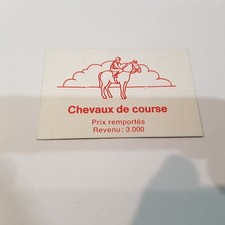 Chevaux de course
Prix remportés
Revenu: 3.000